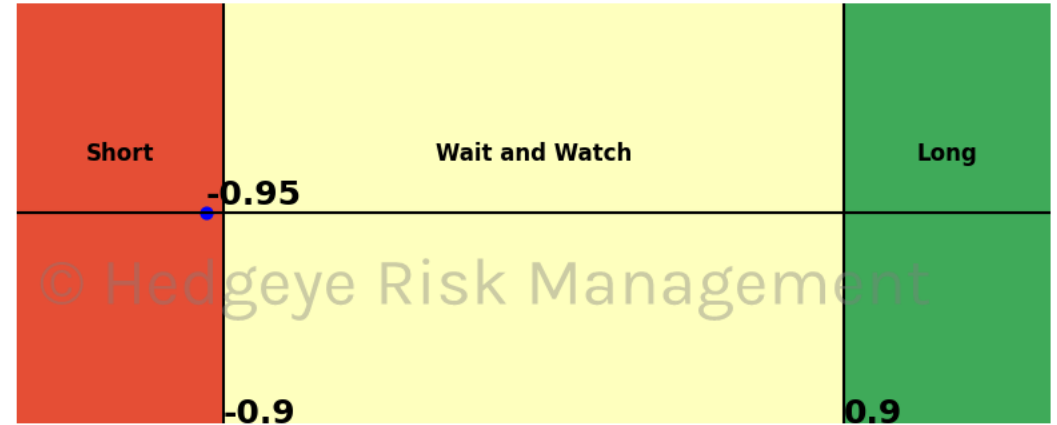 Short
Wait and Watch
Long
-0.95
© Hedgeye Risk Management
-0.9
0.9